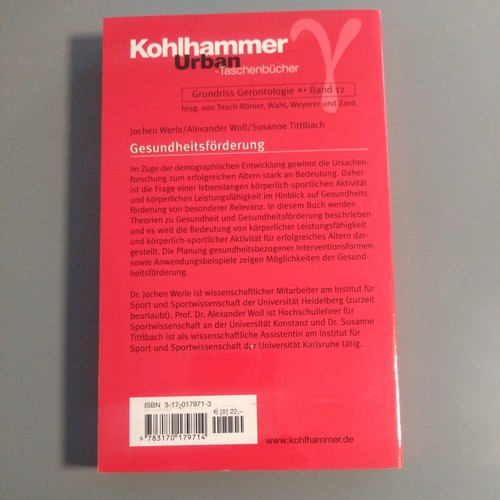 Kohlhammer
Urban
-Taschenbücher
γ
Grundriss Gerontologie ➳ Band 12
hrsg. von Tesch-Römer, Wahl, Weyerer und Zank
Jochen Werle/Alexander Woll/Susanne Tittlbach
Gesundheitsförderung
Im Zuge der demographischen Entwicklung gewinnt die Ursachen-
forschung zum erfolgreichen Altern stark an Bedeutung. Daher
ist die Frage einer lebenslangen körperlich-sportlichen Aktivität
und körperlichen Leistungsfähigkeit im Hinblick auf Gesundheits-
förderung von besonderer Relevanz. In diesem Buch werden
Theorien zu Gesundheit und Gesundheitsförderung beschrieben
und es wird die Bedeutung von körperlicher Leistungsfähigkeit
und körperlich-sportlicher Aktivität für erfolgreiches Altern dar-
gestellt. Die Planung gesundheitsbezogener Interventionsformen
sowie Anwendungsbeispiele zeigen Möglichkeiten der Gesund-
heitsförderung.
Dr. Jochen Werle ist wissenschaftlicher Mitarbeiter am Institut für
Sport und Sportwissenschaft der Universität Heidelberg (zurzeit
beurlaubt). Prof. Dr. Alexander Woll ist Hochschullehrer für
Sportwissenschaft an der Universität Konstanz und Dr. Susanne
Tittlbach ist als wissenschaftliche Assistentin am Institut für
Sport und Sportwissenschaft der Universität Karlsruhe tätig.
ISBN 3-17-017971-3
€ [D] 22,–
9 783170 179714
www.kohlhammer.de